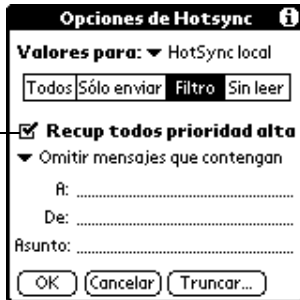 Opciones de Hotsync
Valores para: HotSync local
Todos Sólo enviar Filtro Sin leer
Recup todos prioridad alta
Omitir mensajes que contengan
A:
De:
Asunto:
OK Cancelar Truncar...